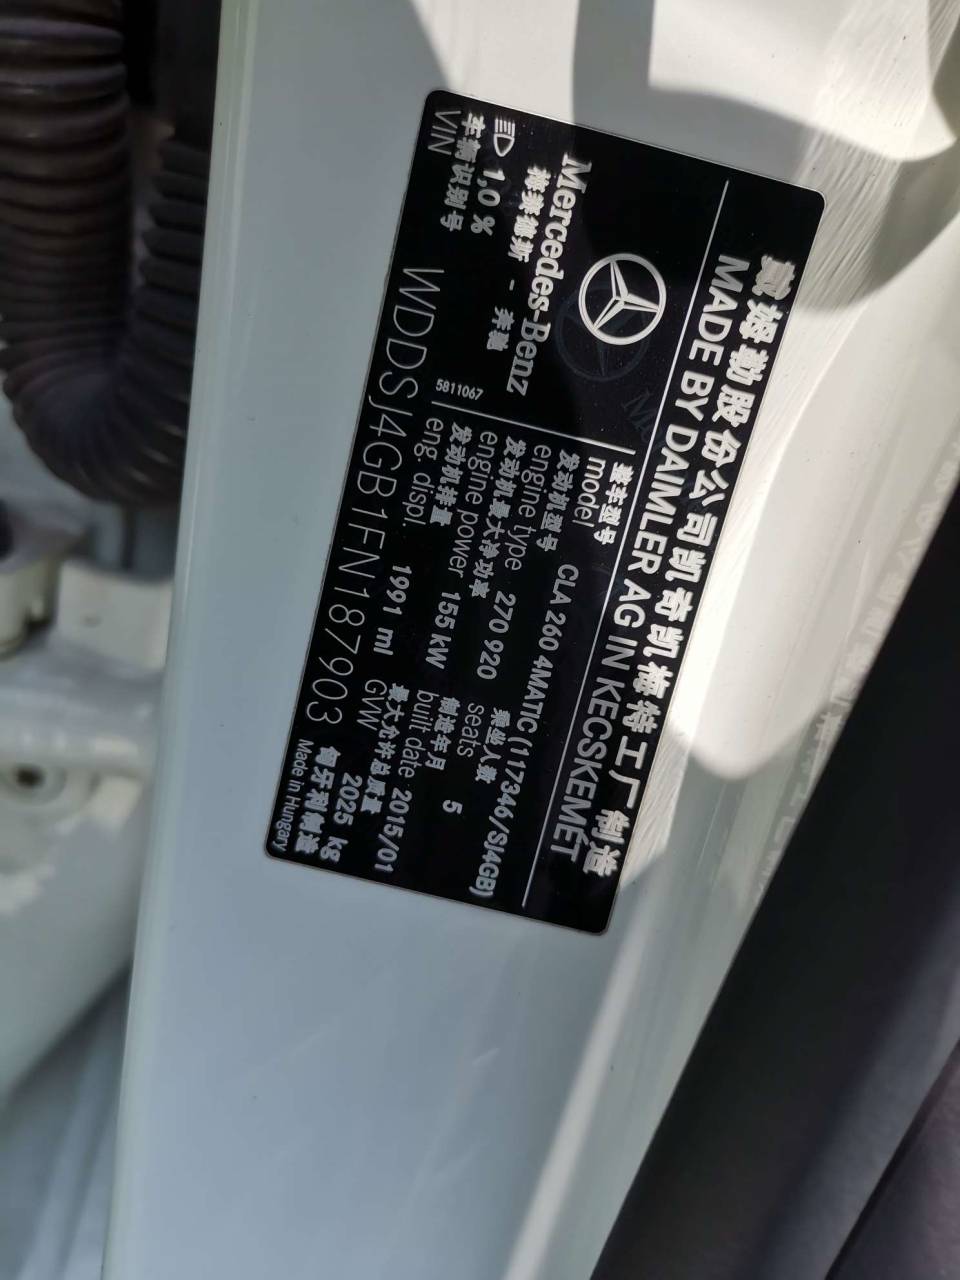 戴姆勒股份公司凯奇凯梅特工厂制造
MADE BY DAIMLER AG IN KECSKEMÉT
Mercedes-Benz
梅赛德斯 - 奔驰
1,0 %
5811067
整车型号
model CLA 260 4MATIC (117346/SJ4GB)
发动机型号
engine type 270 920
乘坐人数
seats 5
发动机最大净功率
engine power 155 kW
制造年月
built date 2015/01
发动机排量
eng. displ. 1991 ml
最大允许总质量
GVW 2025 kg
车辆识别号
VIN WDDSJ4GB1FN187903
匈牙利制造
Made in Hungary